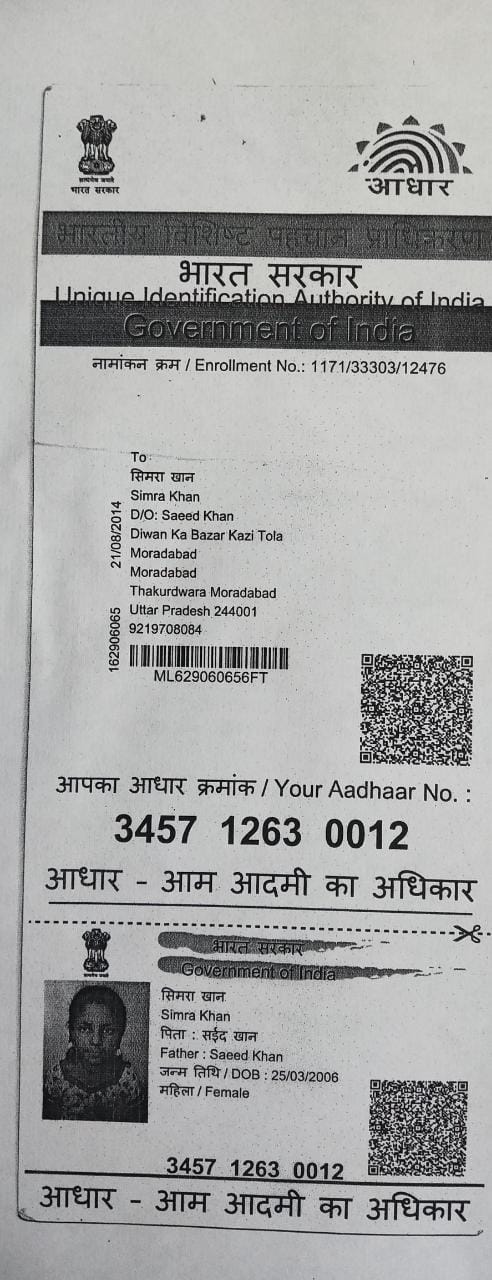 सत्यमेव जयते
भारत सरकार
आधार
भारतीय विशिष्ट पहचान प्राधिकरण
भारत सरकार
Unique Identification Authority of India
Government of India
नामांकन क्रम / Enrollment No.: 1171/33303/12476
To
सिमरा खान
Simra Khan
D/O: Saeed Khan
Diwan Ka Bazar Kazi Tola
Moradabad
Moradabad
Thakurdwara Moradabad
Uttar Pradesh 244001
9219708084
21/08/2014
162906065
ML629060656FT
आपका आधार क्रमांक / Your Aadhaar No. :
3457 1263 0012
आधार - आम आदमी का अधिकार
भारत सरकार
Government of India
सिमरा खान
Simra Khan
पिता : सईद खान
Father : Saeed Khan
जन्म तिथि / DOB : 25/03/2006
महिला / Female
3457 1263 0012
आधार - आम आदमी का अधिकार